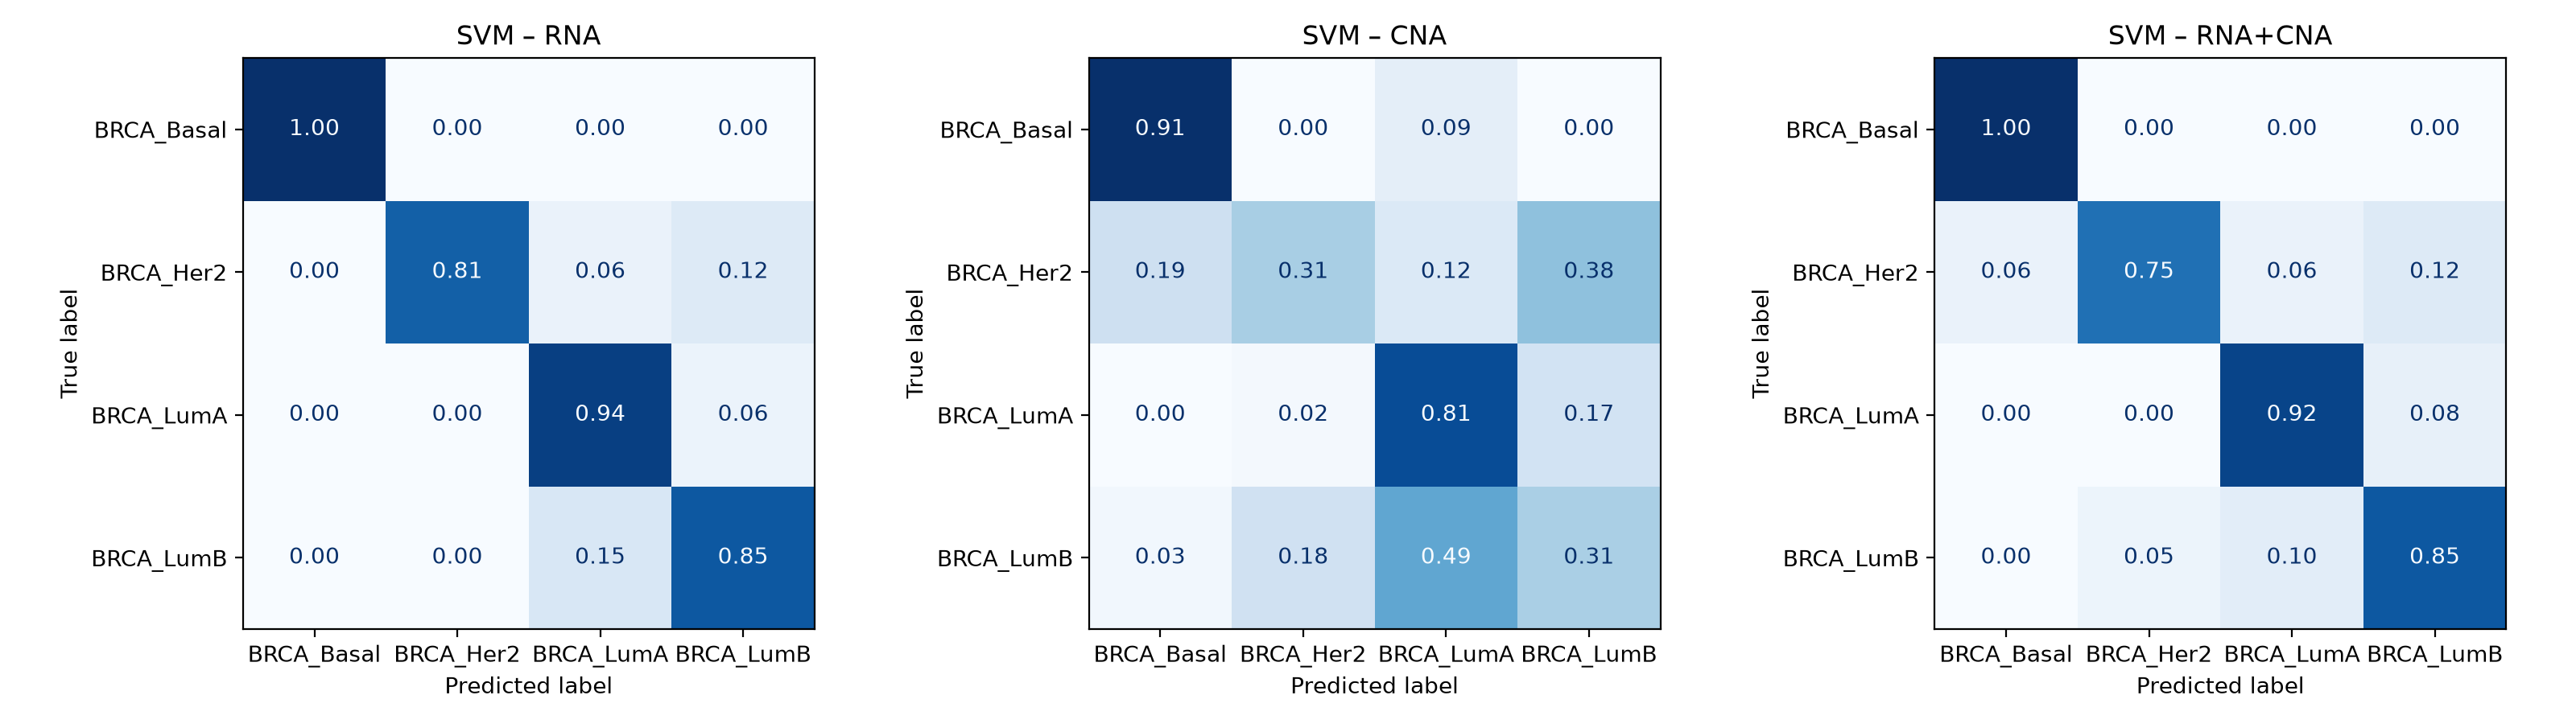 SVM – RNA
BRCA_Basal 1.00 0.00 0.00 0.00
BRCA_Her2 0.00 0.81 0.06 0.12
BRCA_LumA 0.00 0.00 0.94 0.06
BRCA_LumB 0.00 0.00 0.15 0.85
True label
BRCA_Basal BRCA_Her2 BRCA_LumA BRCA_LumB
Predicted label
SVM – CNA
BRCA_Basal 0.91 0.00 0.09 0.00
BRCA_Her2 0.19 0.31 0.12 0.38
BRCA_LumA 0.00 0.02 0.81 0.17
BRCA_LumB 0.03 0.18 0.49 0.31
True label
BRCA_Basal BRCA_Her2 BRCA_LumA BRCA_LumB
Predicted label
SVM – RNA+CNA
BRCA_Basal 1.00 0.00 0.00 0.00
BRCA_Her2 0.06 0.75 0.06 0.12
BRCA_LumA 0.00 0.00 0.92 0.08
BRCA_LumB 0.00 0.05 0.10 0.85
True label
BRCA_Basal BRCA_Her2 BRCA_LumA BRCA_LumB
Predicted label